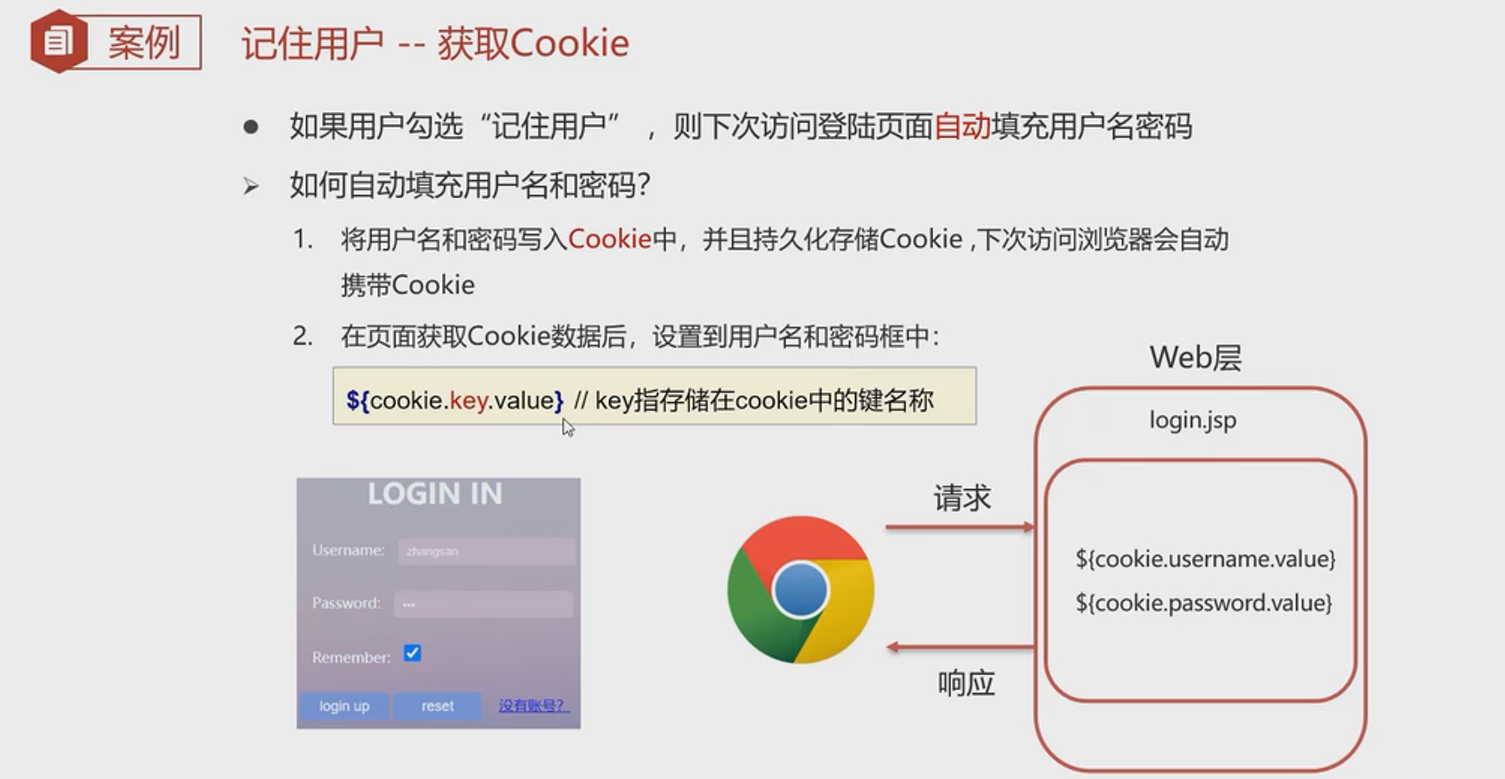 案例
记住用户 -- 获取Cookie
● 如果用户勾选“记住用户” ，则下次访问登陆页面自动填充用户名密码
➢ 如何自动填充用户名和密码？
1. 将用户名和密码写入Cookie中，并且持久化存储Cookie ,下次访问浏览器会自动
携带Cookie
2. 在页面获取Cookie数据后，设置到用户名和密码框中：
${cookie.key.value} // key指存储在cookie中的键名称
LOGIN IN
Username: zhangsan
Password: •••
Remember:
login up reset 没有账号？
请求
响应
Web层
login.jsp
${cookie.username.value}
${cookie.password.value}